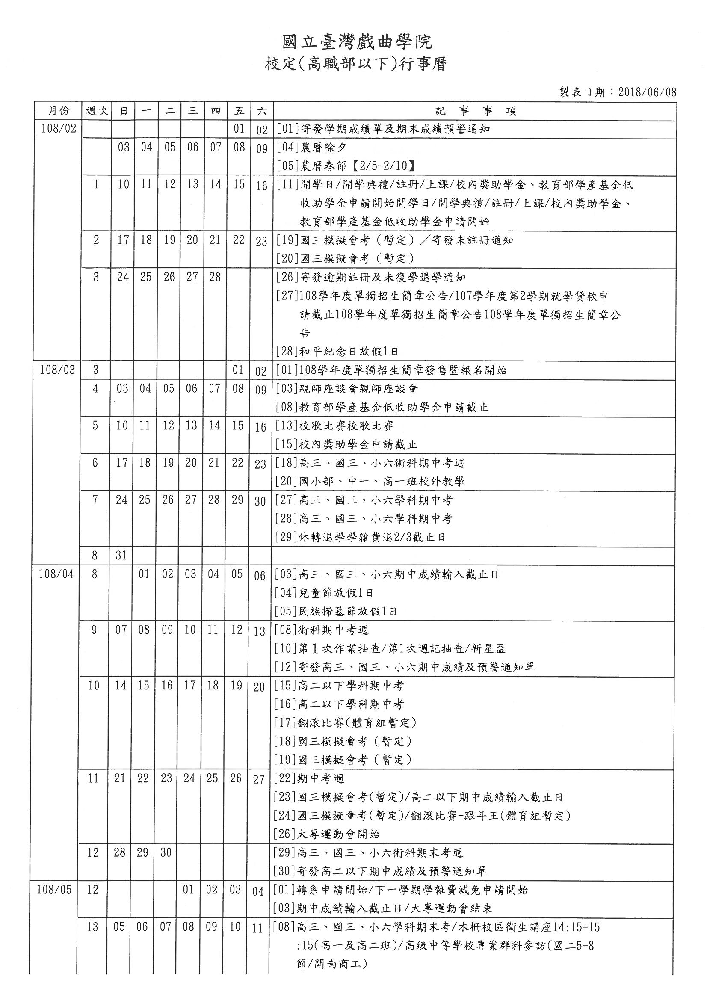 國立臺灣戲曲學院
校定(高職部以下)行事曆
製表日期：2018/06/08
月份 週次 日 一 二 三 四 五 六 記事事項
108/02 01 02 [01]寄發學期成績單及期末成績預警通知
03 04 05 06 07 08 09 [04]農曆除夕
[05]農曆春節【2/5-2/10】
1 10 11 12 13 14 15 16 [11]開學日/開學典禮/註冊/上課/校內獎助學金、教育部學產基金低
收助學金申請開始開學日/開學典禮/註冊/上課/校內獎助學金、
教育部學產基金低收助學金申請開始
2 17 18 19 20 21 22 23 [19]國三模擬會考（暫定）／寄發未註冊通知
[20]國三模擬會考（暫定）
3 24 25 26 27 28 [26]寄發逾期註冊及未復學退學通知
[27]108學年度單獨招生簡章公告/107學年度第2學期就學貸款申
請截止108學年度單獨招生簡章公告108學年度單獨招生簡章公
告
[28]和平紀念日放假1日
108/03 3 01 02 [01]108學年度單獨招生簡章發售暨報名開始
4 03 04 05 06 07 08 09 [03]親師座談會親師座談會
[08]教育部學產基金低收助學金申請截止
5 10 11 12 13 14 15 16 [13]校歌比賽校歌比賽
[15]校內獎助學金申請截止
6 17 18 19 20 21 22 23 [18]高三、國三、小六術科期中考週
[20]國小部、中一、高一班校外教學
7 24 25 26 27 28 29 30 [27]高三、國三、小六學科期中考
[28]高三、國三、小六學科期中考
[29]休轉退學學雜費退2/3截止日
8 31
108/04 8 01 02 03 04 05 06 [03]高三、國三、小六期中成績輸入截止日
[04]兒童節放假1日
[05]民族掃墓節放假1日
9 07 08 09 10 11 12 13 [08]術科期中考週
[10]第１次作業抽查/第1次週記抽查/新星盃
[12]寄發高三、國三、小六期中成績及預警通知單
10 14 15 16 17 18 19 20 [15]高二以下學科期中考
[16]高二以下學科期中考
[17]翻滾比賽(體育組暫定)
[18]國三模擬會考（暫定）
[19]國三模擬會考（暫定）
11 21 22 23 24 25 26 27 [22]期中考週
[23]國三模擬會考(暫定)/高二以下期中成績輸入截止日
[24]國三模擬會考(暫定)/翻滾比賽-跟斗王(體育組暫定)
[26]大專運動會開始
12 28 29 30 [29]高三、國三、小六術科期末考週
[30]寄發高二以下期中成績及預警通知單
108/05 12 01 02 03 04 [01]轉系申請開始/下一學期學雜費減免申請開始
[03]期中成績輸入截止日/大專運動會結束
13 05 06 07 08 09 10 11 [08]高三、國三、小六學科期末考/木柵校區衛生講座14:15-15
:15(高一及高二班)/高級中等學校專業群科參訪(國二5-8
節/開南商工)